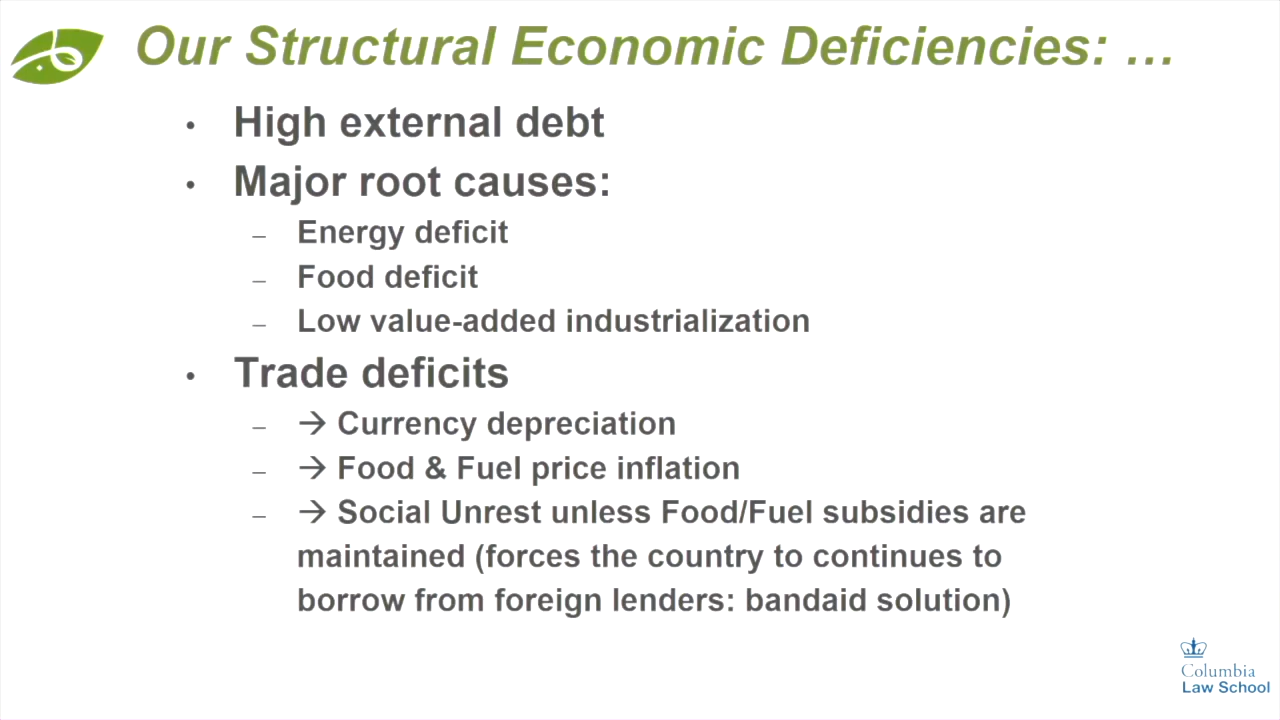 Our Structural Economic Deficiencies: ...
• High external debt
• Major root causes:
– Energy deficit
– Food deficit
– Low value-added industrialization
• Trade deficits
– → Currency depreciation
– → Food & Fuel price inflation
– → Social Unrest unless Food/Fuel subsidies are
maintained (forces the country to continues to
borrow from foreign lenders: bandaid solution)
Columbia
Law School